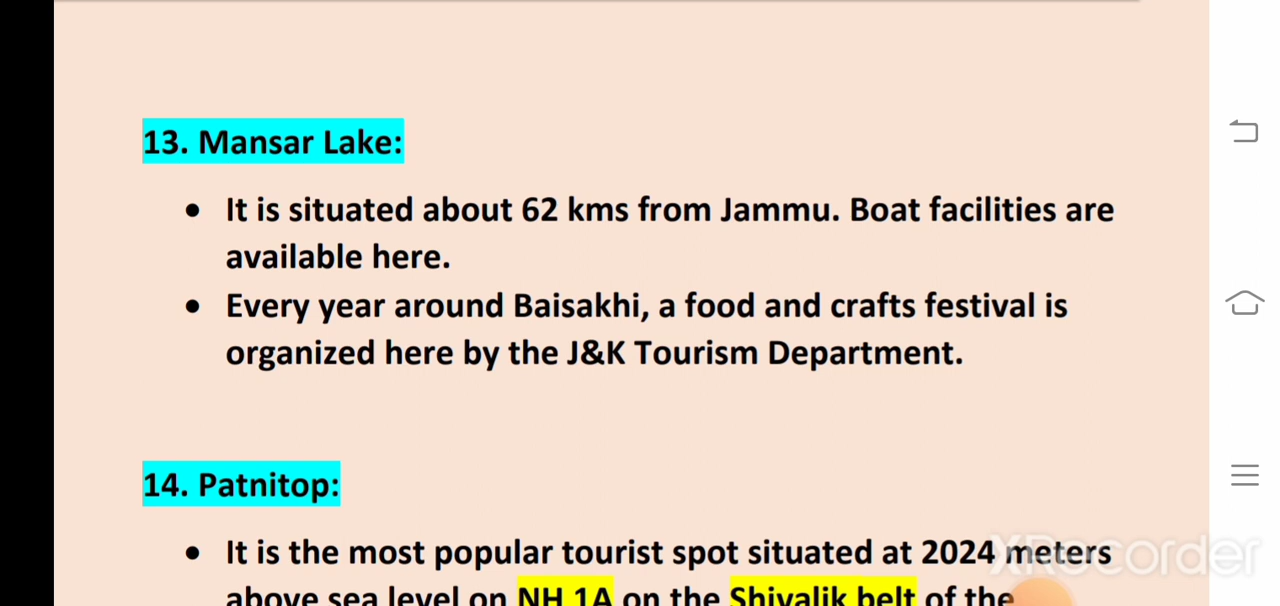 13. Mansar Lake:
• It is situated about 62 kms from Jammu. Boat facilities are
available here.
• Every year around Baisakhi, a food and crafts festival is
organized here by the J&K Tourism Department.
14. Patnitop:
• It is the most popular tourist spot situated at 2024 meters
above sea level on NH 1A on the Shivalik belt of the
XRecorder